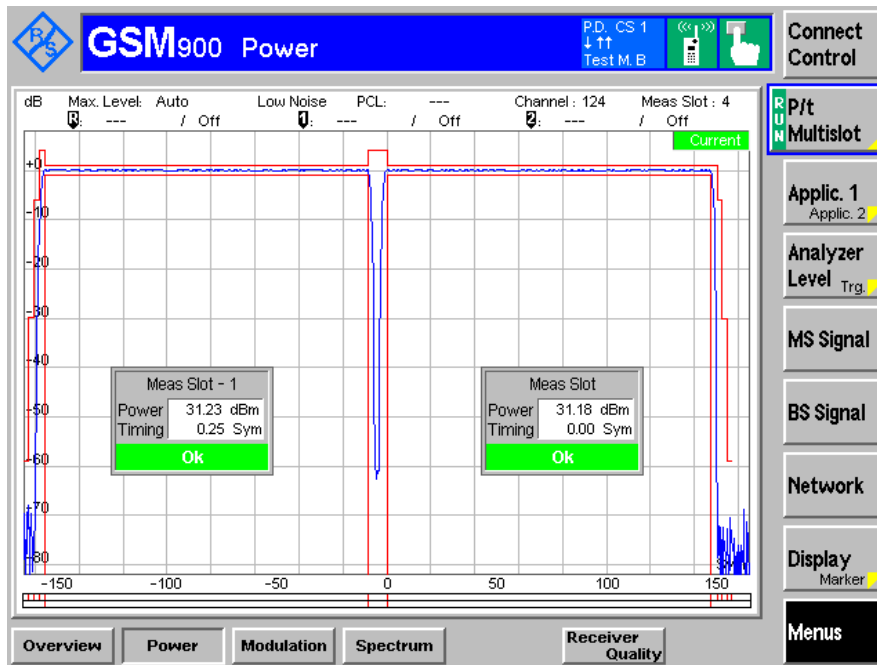 R&S
GSM900 Power
P.D. CS 1
↓ ↑↑
Test M. B
Connect Control
dB Max. Level: Auto Low Noise PCL: --- Channel : 124 Meas Slot : 4
R: --- / Off 1: --- / Off 2: --- / Off
Current
RUN
P/t Multislot
+0
-10
-20
-30
-40
-50
-60
-70
-80
Meas Slot - 1
Power 31.23 dBm
Timing 0.25 Sym
Ok
Meas Slot
Power 31.18 dBm
Timing 0.00 Sym
Ok
-150 -100 -50 0 50 100 150
Applic. 1
Applic. 2
Analyzer Level
Trg.
MS Signal
BS Signal
Network
Display
Marker
Menus
Overview Power Modulation Spectrum Receiver Quality